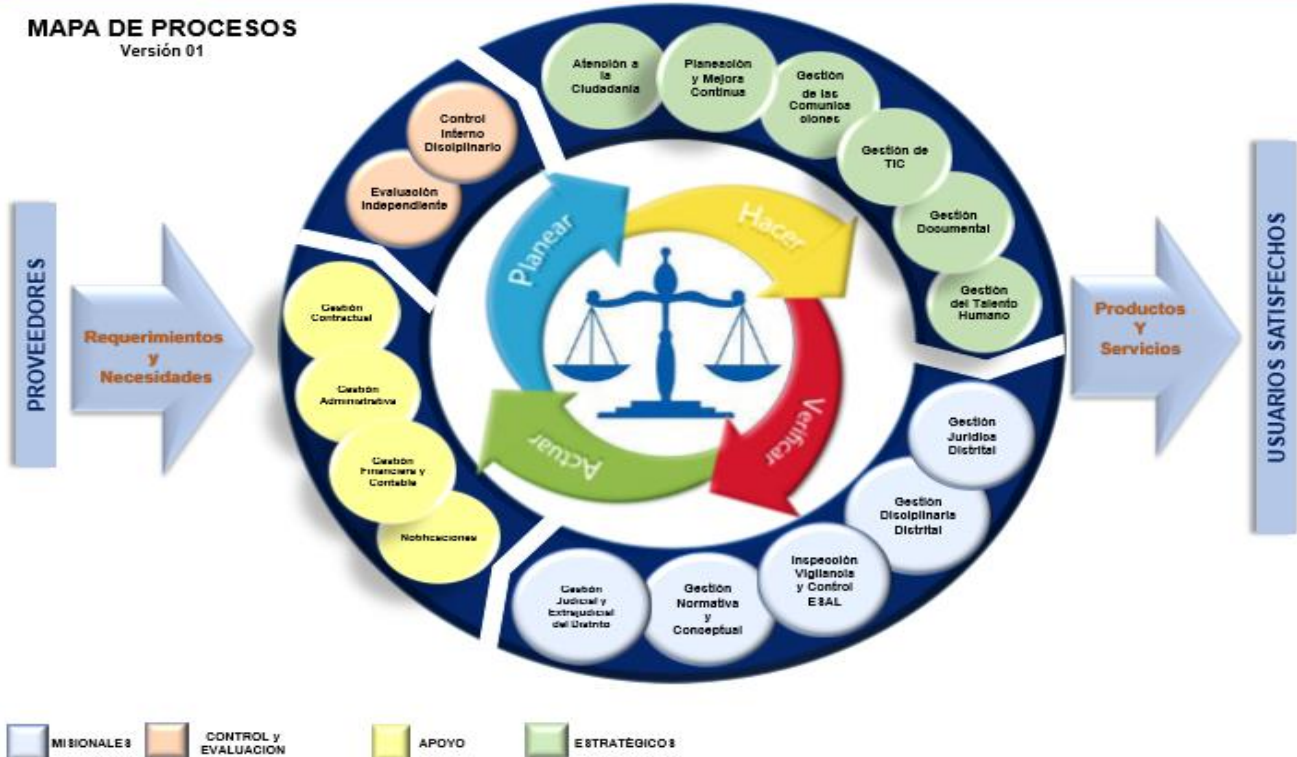 MAPA DE PROCESOS
Versión 01
Atención a
la
Ciudadanía
Planeación
y Mejora
Continua
Gestión
de las
Comunica
ciones
Gestión de
TIC
Gestión
Documental
Gestión
del Talento
Humano
Control
Interno
Disciplinario
Evaluación
Independiente
Gestión
Contractual
Gestión
Administrativa
Gestión
Financiera y
Contable
Notificaciones
Planear
Hacer
Verificar
Actuar
PROVEEDORES
Requerimientos
y
Necesidades
Productos
Y
Servicios
USUARIOS SATISFECHOS
Gestión
Jurídica
Distrital
Gestión
Disciplinaria
Distrital
Inspección
Vigilancia
y Control
ESAL
Gestión
Normativa
y
Conceptual
Gestión
Judicial y
Extrajudicial
del Distrito
MISIONALES
CONTROL y
EVALUACION
APOYO
ESTRATÉGICOS